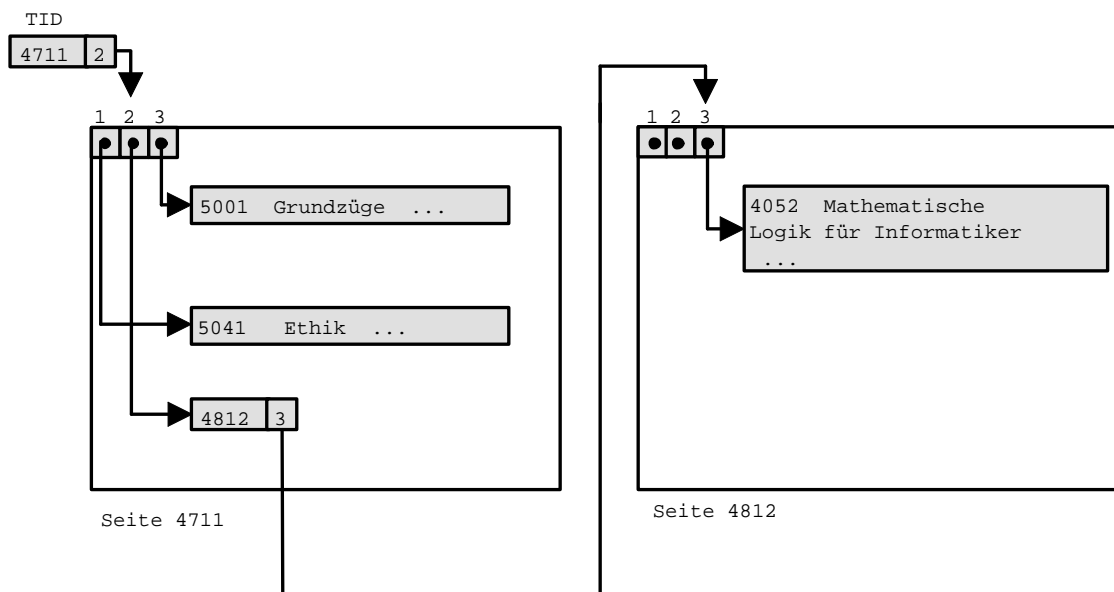 TID
4711 2
1 2 3
5001 Grundzüge ...
5041 Ethik ...
4812 3
Seite 4711
1 2 3
4052 Mathematische
Logik für Informatiker
...
Seite 4812